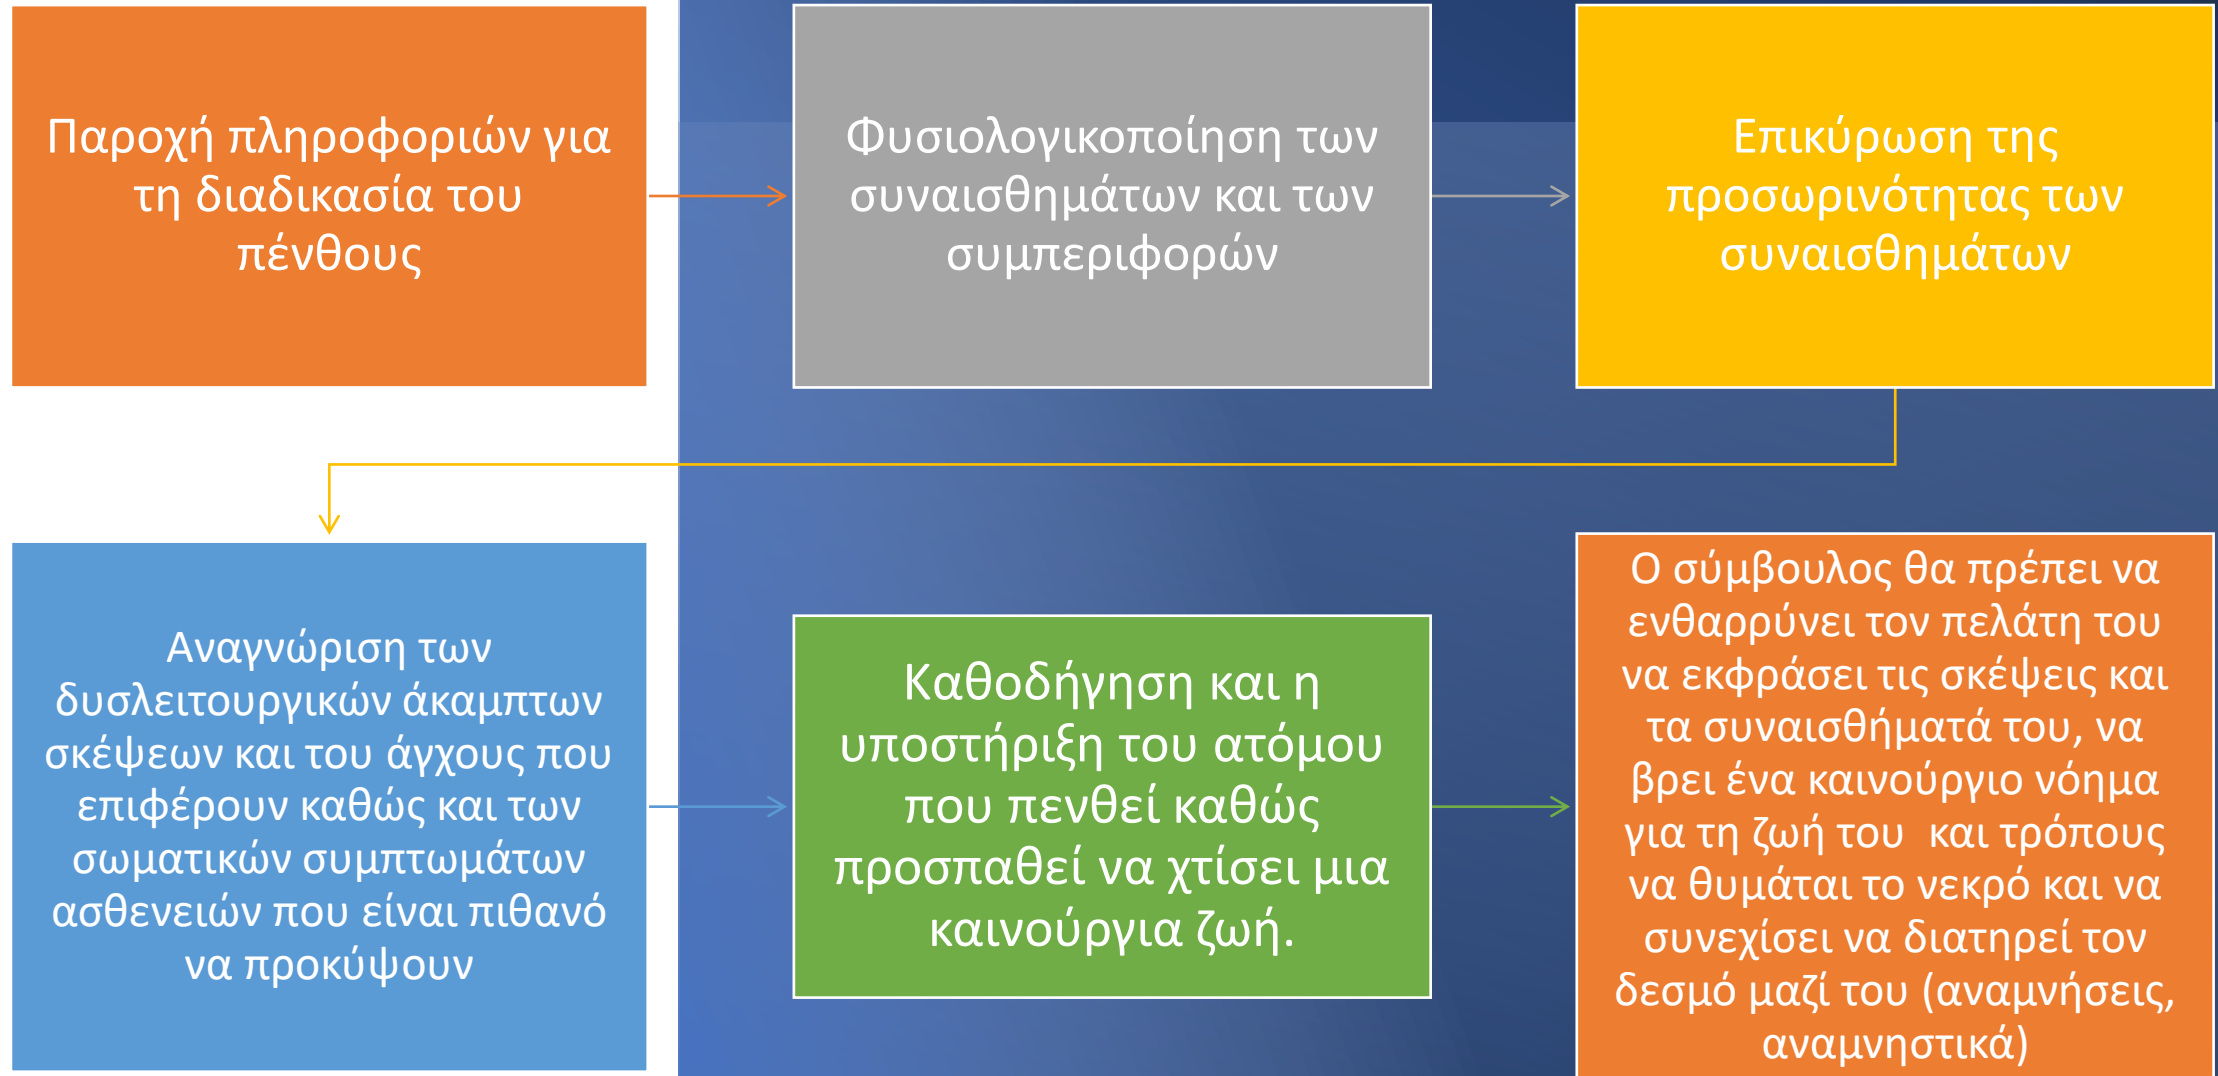 Παροχή πληροφοριών για
τη διαδικασία του
πένθους
Φυσιολογικοποίηση των
συναισθημάτων και των
συμπεριφορών
Επικύρωση της
προσωρινότητας των
συναισθημάτων
Αναγνώριση των
δυσλειτουργικών άκαμπτων
σκέψεων και του άγχους που
επιφέρουν καθώς και των
σωματικών συμπτωμάτων
ασθενειών που είναι πιθανό
να προκύψουν
Καθοδήγηση και η
υποστήριξη του ατόμου
που πενθεί καθώς
προσπαθεί να χτίσει μια
καινούργια ζωή.
Ο σύμβουλος θα πρέπει να
ενθαρρύνει τον πελάτη του
να εκφράσει τις σκέψεις και
τα συναισθήματά του, να
βρει ένα καινούργιο νόημα
για τη ζωή του  και τρόπους
να θυμάται το νεκρό και να
συνεχίσει να διατηρεί τον
δεσμό μαζί του (αναμνήσεις,
αναμνηστικά)